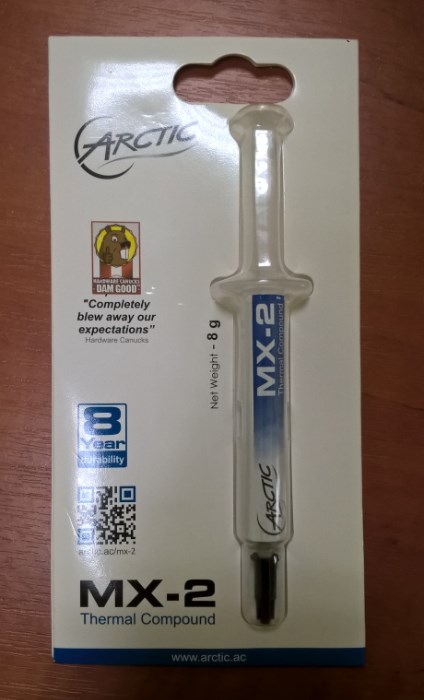 ARCTIC
HARDWARE CANUCKS
DAM GOOD
"Completely
blew away our
expectations"
Hardware Canucks
Net Weight - 8 g
MX-2
Thermal Compound
ARCTIC
8
Year
durability
arctic.ac/mx-2
MX-2
Thermal Compound
www.arctic.ac